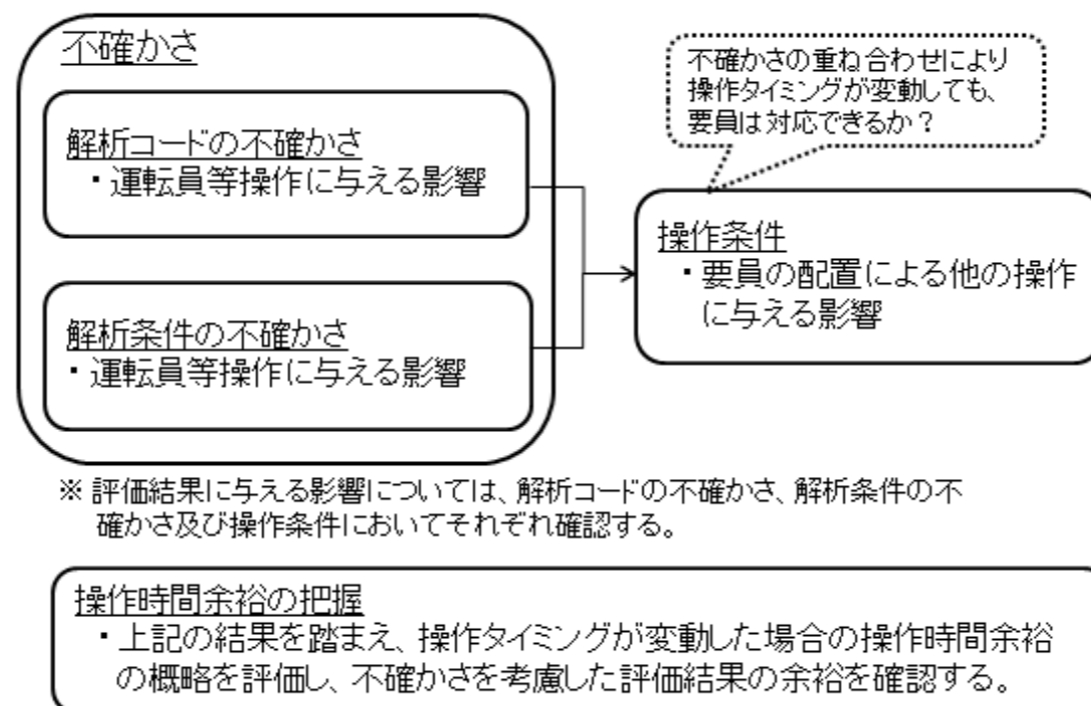 不確かさ
解析コードの不確かさ
・運転員等操作に与える影響
解析条件の不確かさ
・運転員等操作に与える影響
不確かさの重ね合わせにより
操作タイミングが変動しても、
要員は対応できるか？
操作条件
・要員の配置による他の操作
に与える影響
※ 評価結果に与える影響については、解析コードの不確かさ、解析条件の不
確かさ及び操作条件においてそれぞれ確認する。
操作時間余裕の把握
・上記の結果を踏まえ、操作タイミングが変動した場合の操作時間余裕
の概略を評価し、不確かさを考慮した評価結果の余裕を確認する。